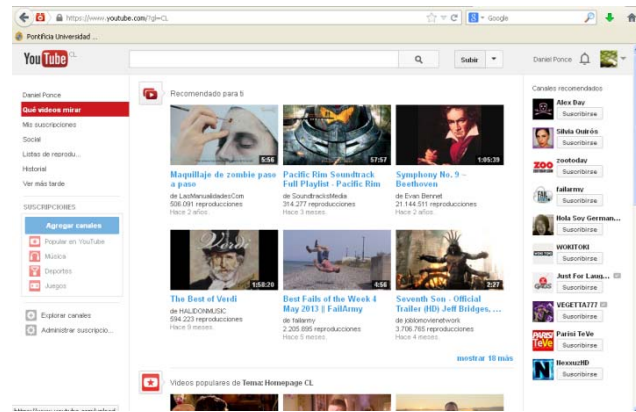 https://www.youtube.com/?gl=CL
Google
Pontificia Universidad ...
YouTube CL
Subir
Daniel Ponce
Daniel Ponce
Qué videos mirar
Mis suscripciones
Social
Listas de reprodu...
Historial
Ver más tarde
SUSCRIPCIONES
Agregar canales
Popular en YouTube
Música
Deportes
Juegos
Explorar canales
Administrar suscripcio...
Recomendado para ti
5:56
57:57
1:05:39
Maquillaje de zombie paso a paso
de LasManualidadesCom
506.091 reproducciones
Hace 2 años.
Pacific Rim Soundtrack Full Playlist - Pacific Rim
de SoundtracksMedia
314.277 reproducciones
Hace 3 meses.
Symphony No. 9 ~ Beethoven
de Evan Bennet
21.144.511 reproducciones
Hace 2 años.
Verdi
1:58:20
4:56
2:27
The Best of Verdi
de HALIDONMUSIC
594.223 reproducciones
Hace 9 meses.
Best Fails of the Week 4 May 2013 || FailArmy
de failarmy
2.205.895 reproducciones
Hace 5 meses.
Seventh Son - Official Trailer (HD) Jeff Bridges, ...
de joblomovienetwork
3.706.765 reproducciones
Hace 4 meses.
mostrar 18 más
Videos populares de Tema: Homepage CL
Canales recomendados
Alex Day
Suscribirse
Silvia Quirós
Suscribirse
ZOO
zootoday
Suscribirse
FAIL
failarmy
Suscribirse
Hola Soy German...
Suscribirse
WOKITOKI
Suscribirse
GAGS
Just For Laug...
Suscribirse
VEGETTA777
Suscribirse
PARISI TeVe
Parisi TeVe
Suscribirse
N
NexxuzHD
Suscribirse